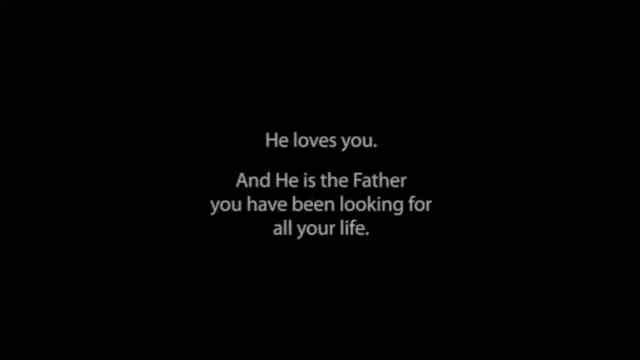 He loves you.
And He is the Father
you have been looking for
all your life.